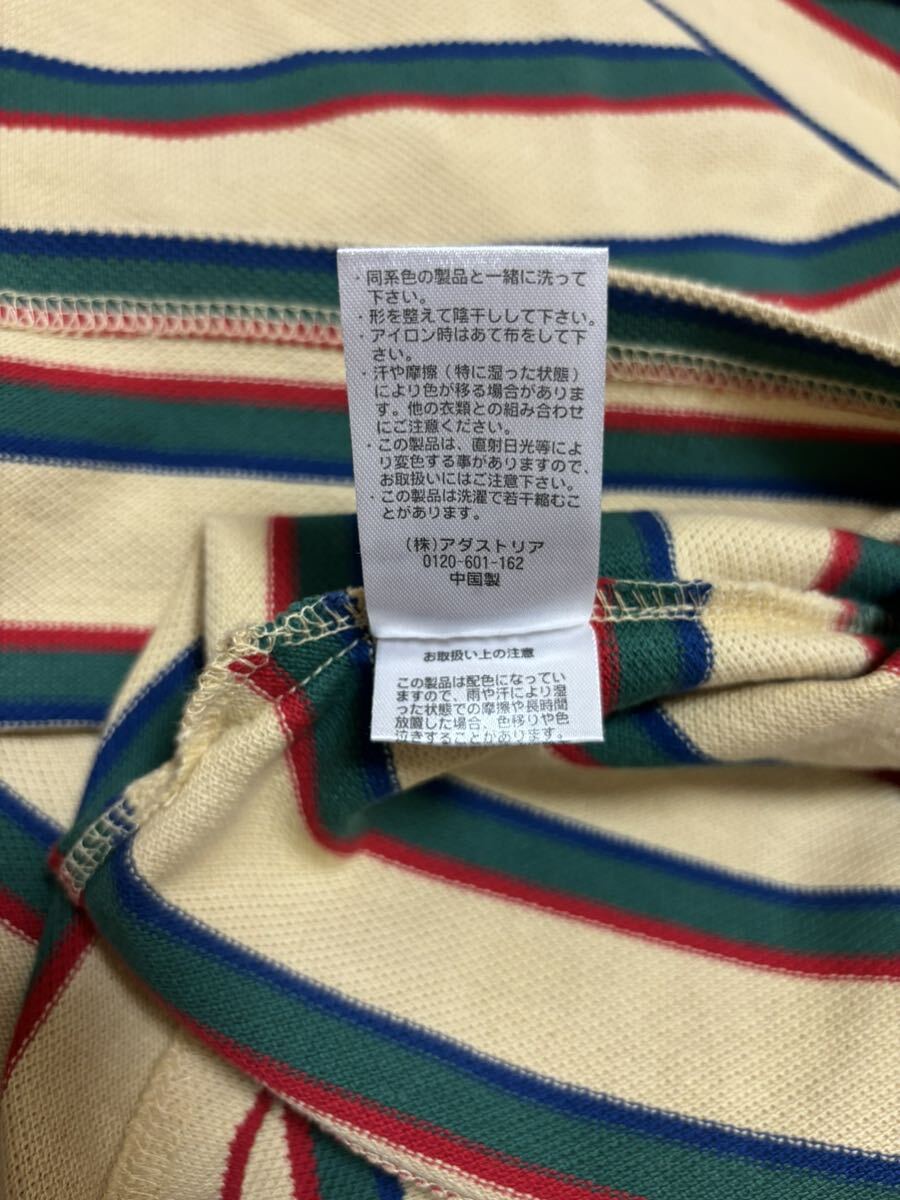 ・同系色の製品と一緒に洗って
下さい。
・形を整えて陰干しして下さい。
・アイロン時はあて布をして下
さい。
・汗や摩擦(特に湿った状態)
により色が移る場合がありま
す。他の衣類との組み合わせ
にご注意ください。
・この製品は、直射日光等によ
り変色する事がありますので、
お取扱いにはご注意下さい。
・この製品は洗濯で若干縮むこ
とがあります。
(株)アダストリア
0120-601-162
中国製
お取扱い上の注意
この製品は配色になってい
ますので、雨や汗により湿
った状態での摩擦や長時間
放置した場合、色移りや色
泣きすることがあります。